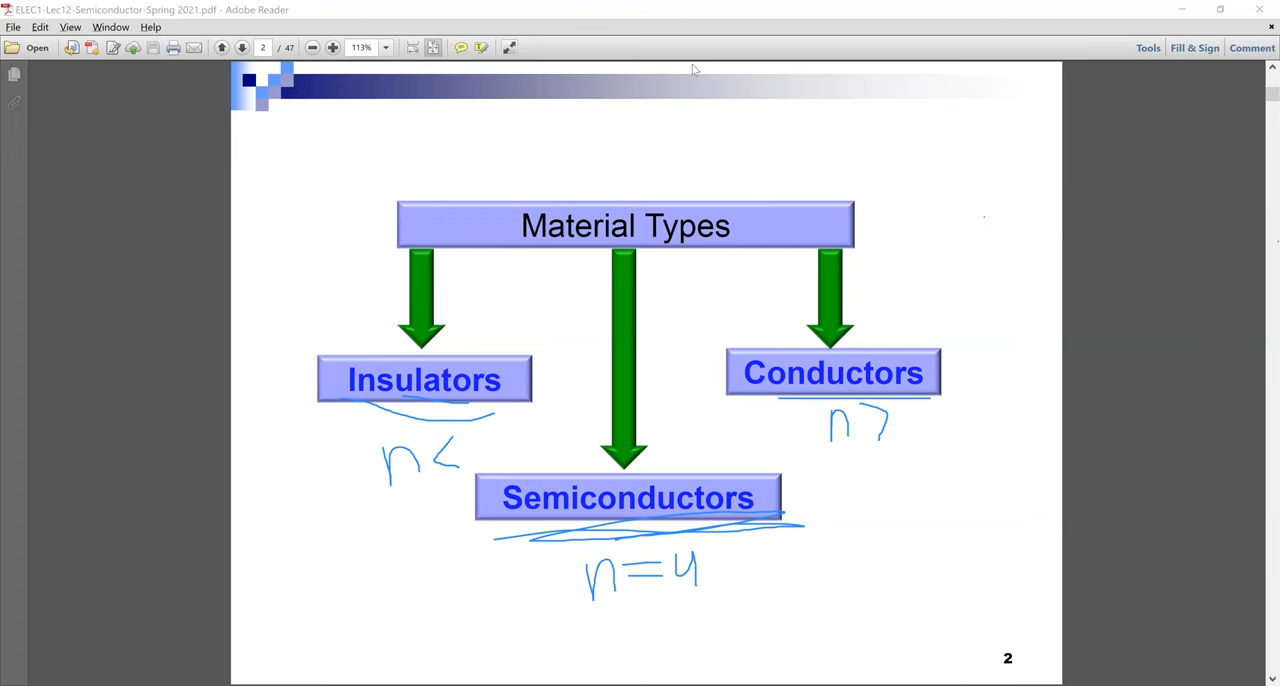 ELEC1-Lec12-Semiconductor-Spring 2021.pdf - Adobe Reader
File Edit View Window Help
Open 2 / 47 113% Tools Fill & Sign Comment
Material Types
Insulators
Conductors
n >
n <
Semiconductors
n = 4
2